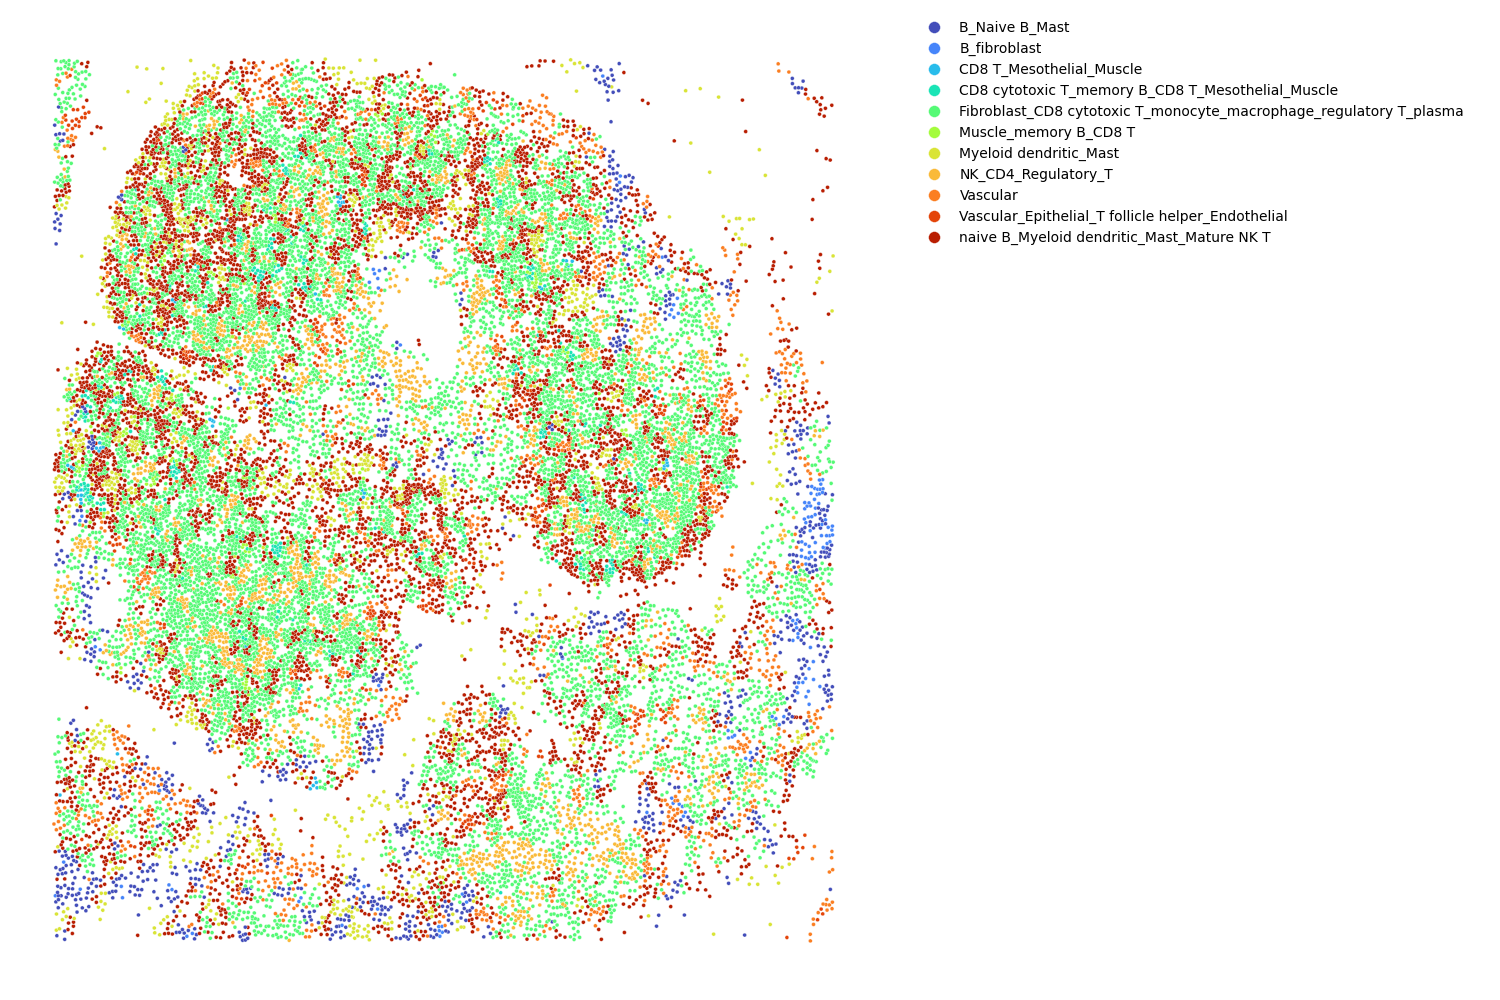 B_Naive B_Mast
B_fibroblast
CD8 T_Mesothelial_Muscle
CD8 cytotoxic T_memory B_CD8 T_Mesothelial_Muscle
Fibroblast_CD8 cytotoxic T_monocyte_macrophage_regulatory T_plasma
Muscle_memory B_CD8 T
Myeloid dendritic_Mast
NK_CD4_Regulatory_T
Vascular
Vascular_Epithelial_T follicle helper_Endothelial
naive B_Myeloid dendritic_Mast_Mature NK T